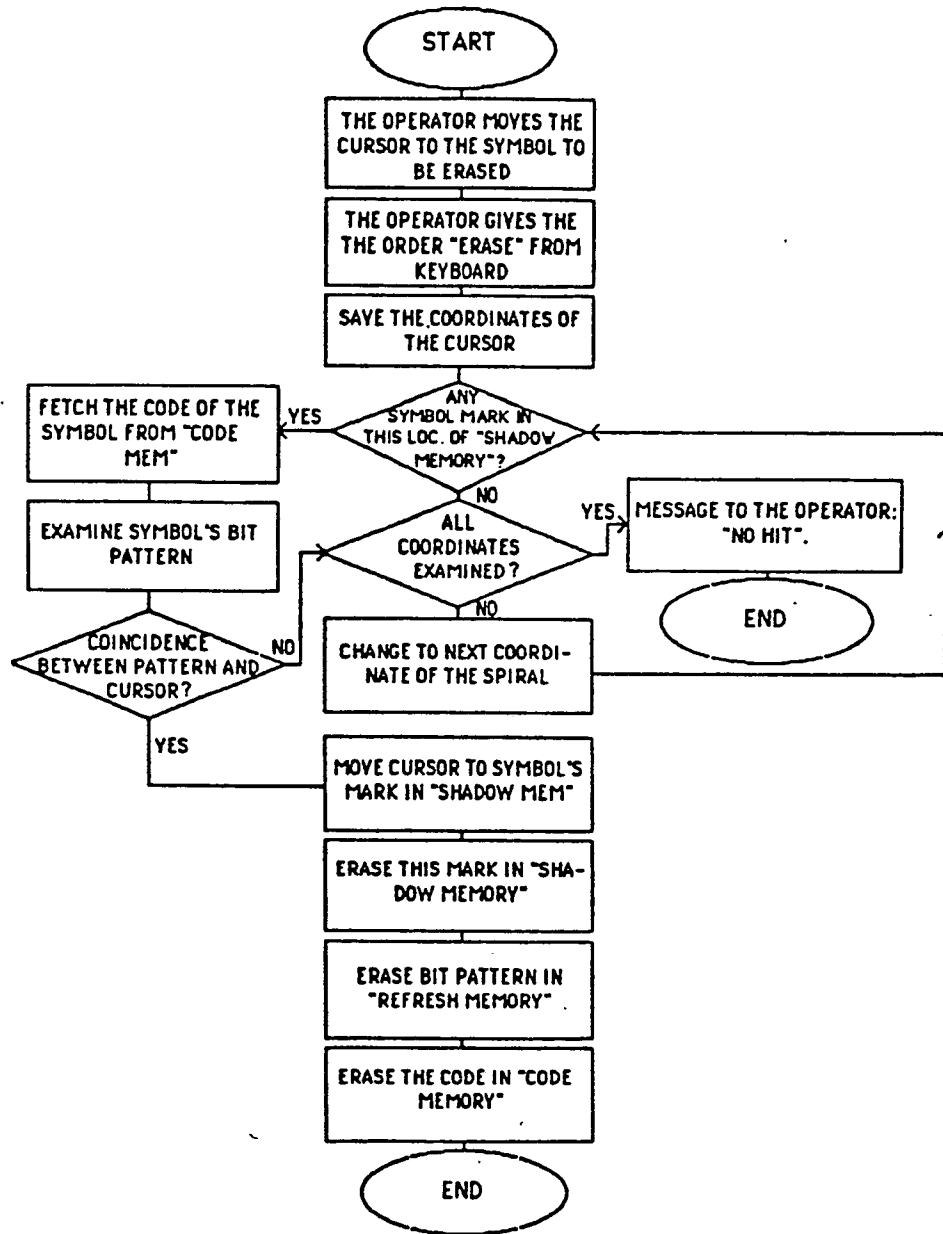 START
THE OPERATOR MOVES THE
CURSOR TO THE SYMBOL TO
BE ERASED
THE OPERATOR GIVES THE
THE ORDER "ERASE" FROM
KEYBOARD
SAVE THE COORDINATES OF
THE CURSOR
ANY
SYMBOL MARK IN
THIS LOC. OF "SHADOW
MEMORY"?
YES
FETCH THE CODE OF THE
SYMBOL FROM "CODE
MEM"
NO
EXAMINE SYMBOL'S BIT
PATTERN
ALL
COORDINATES
EXAMINED?
YES
MESSAGE TO THE OPERATOR:
"NO HIT".
END
COINCIDENCE
BETWEEN PATTERN AND
CURSOR?
NO
NO
CHANGE TO NEXT COORDI-
NATE OF THE SPIRAL
YES
MOVE CURSOR TO SYMBOL'S
MARK IN "SHADOW MEM"
ERASE THIS MARK IN "SHA-
DOW MEMORY"
ERASE BIT PATTERN IN
"REFRESH MEMORY"
ERASE THE CODE IN "CODE
MEMORY"
END